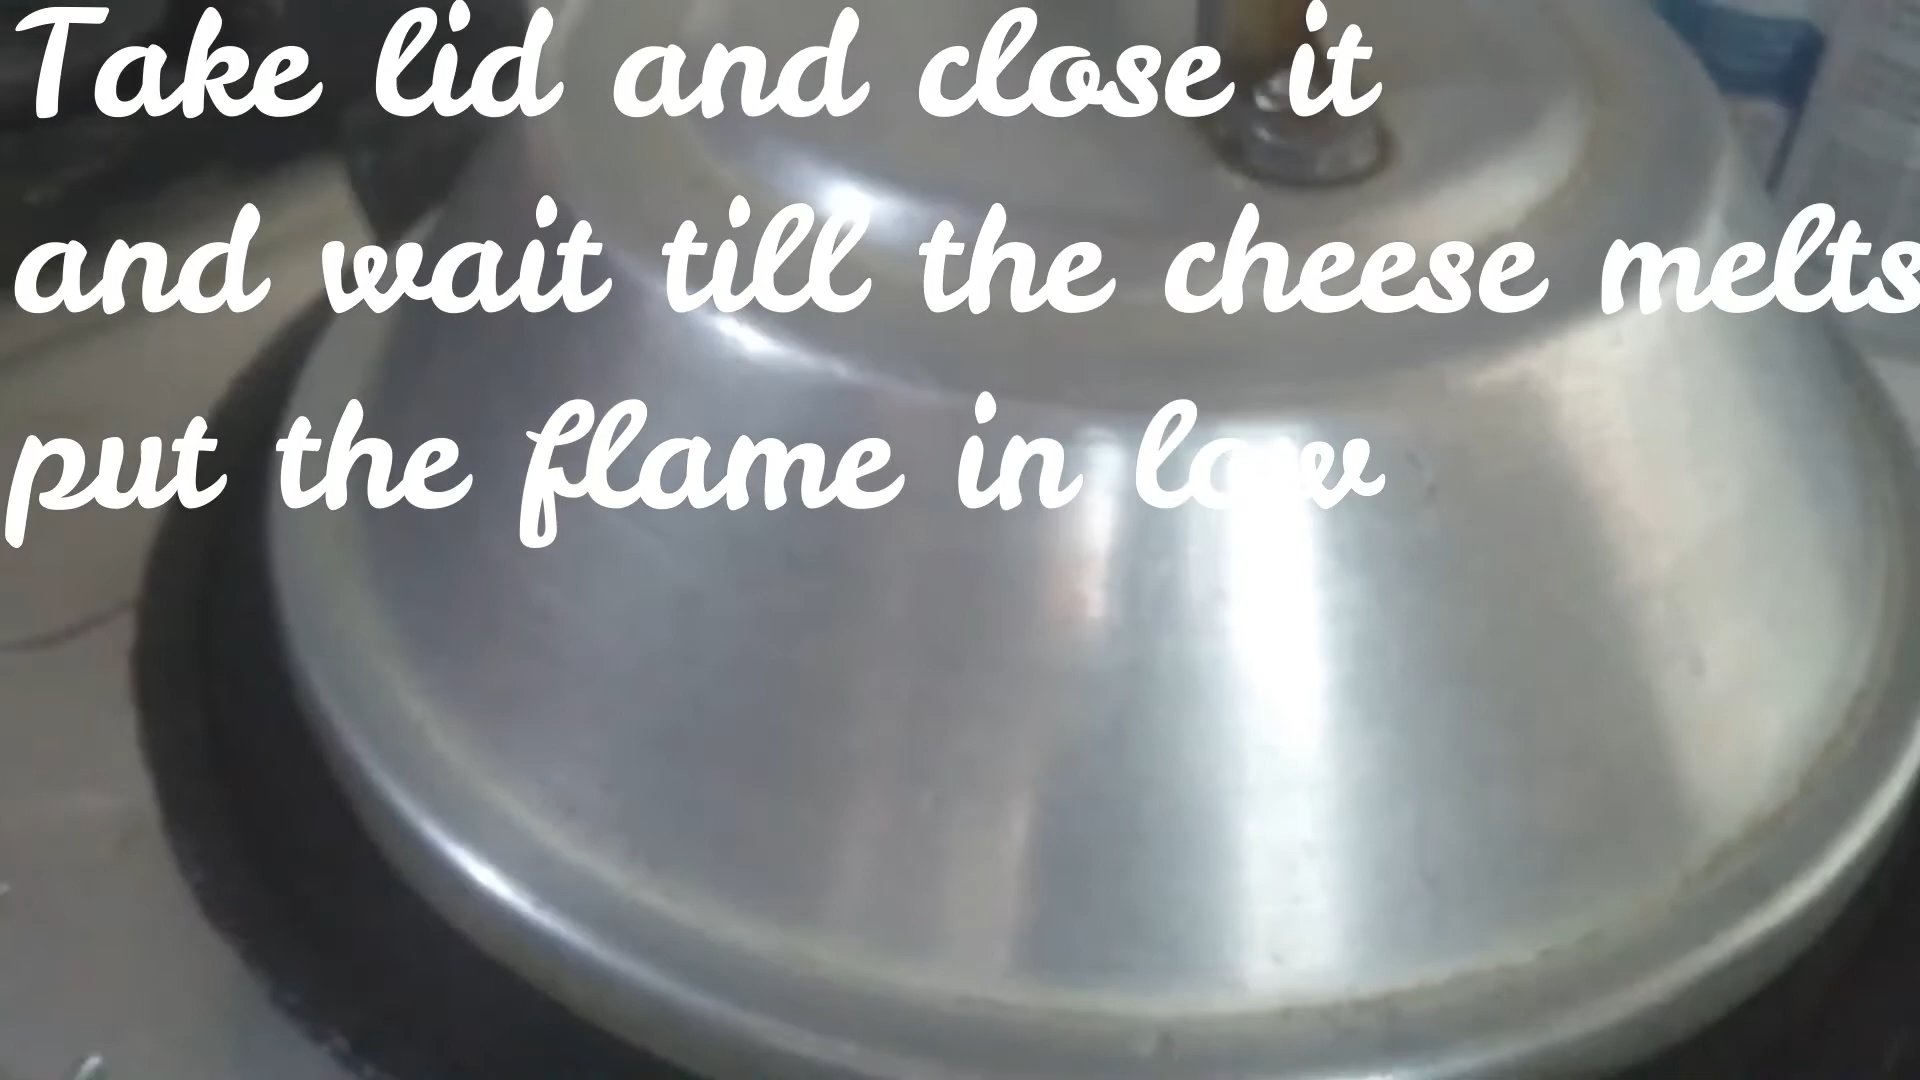 Take lid and close it
and wait till the cheese melts
put the flame in low